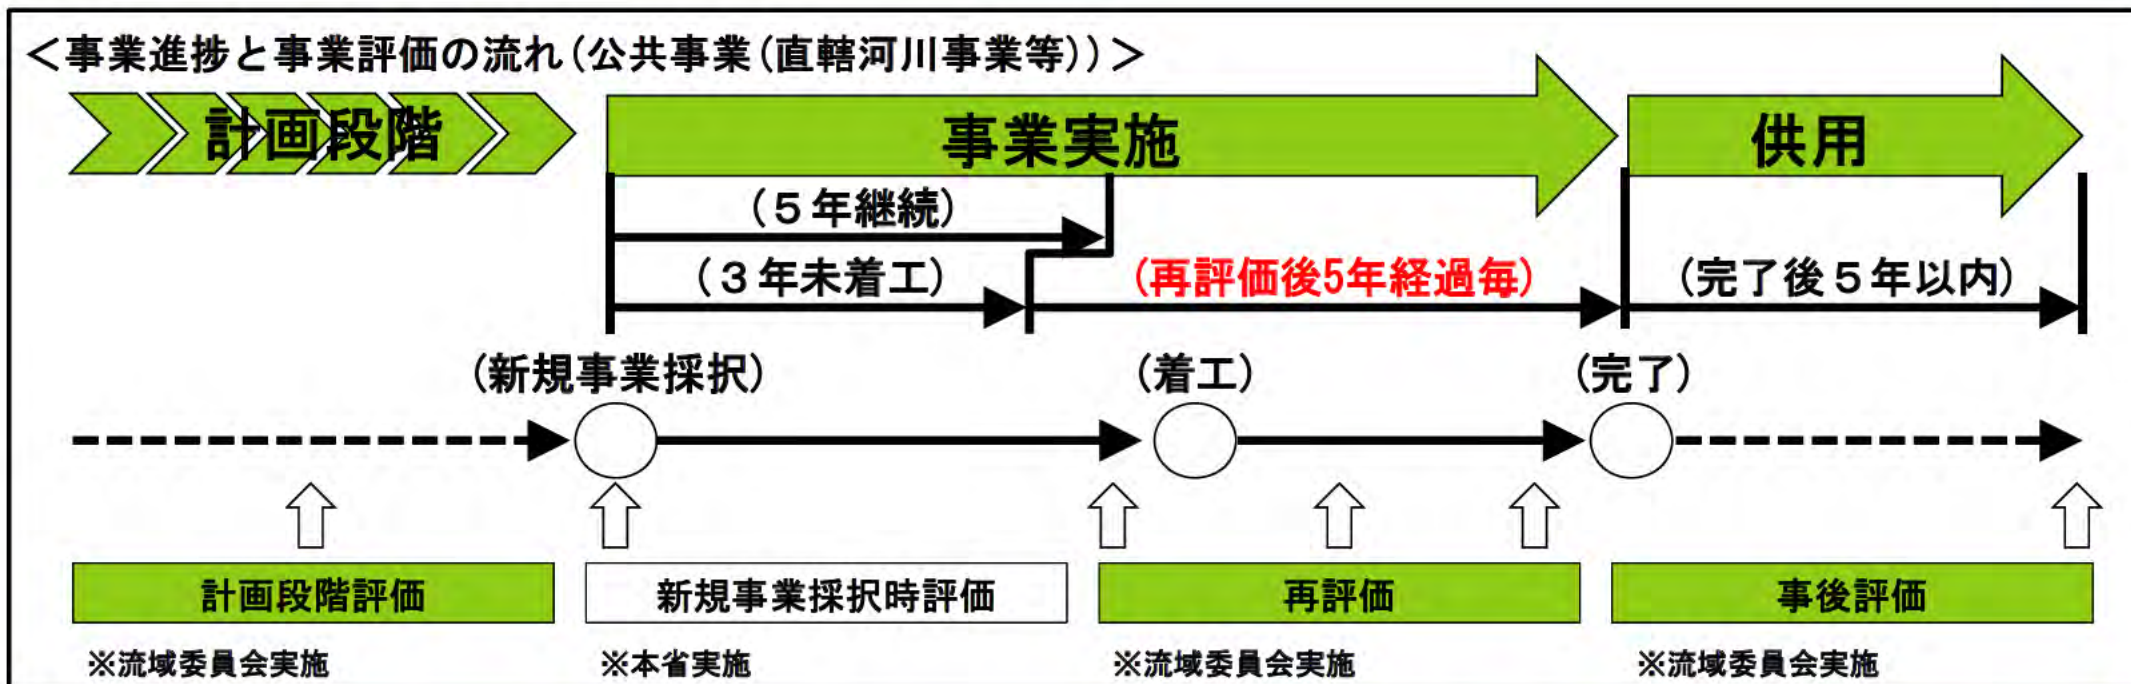 ＜事業進捗と事業評価の流れ(公共事業(直轄河川事業等))＞
計画段階
事業実施
供用
(５年継続)
(３年未着工)
(再評価後5年経過毎)
(完了後５年以内)
(新規事業採択)
(着工)
(完了)
計画段階評価
新規事業採択時評価
再評価
事後評価
※流域委員会実施
※本省実施
※流域委員会実施
※流域委員会実施